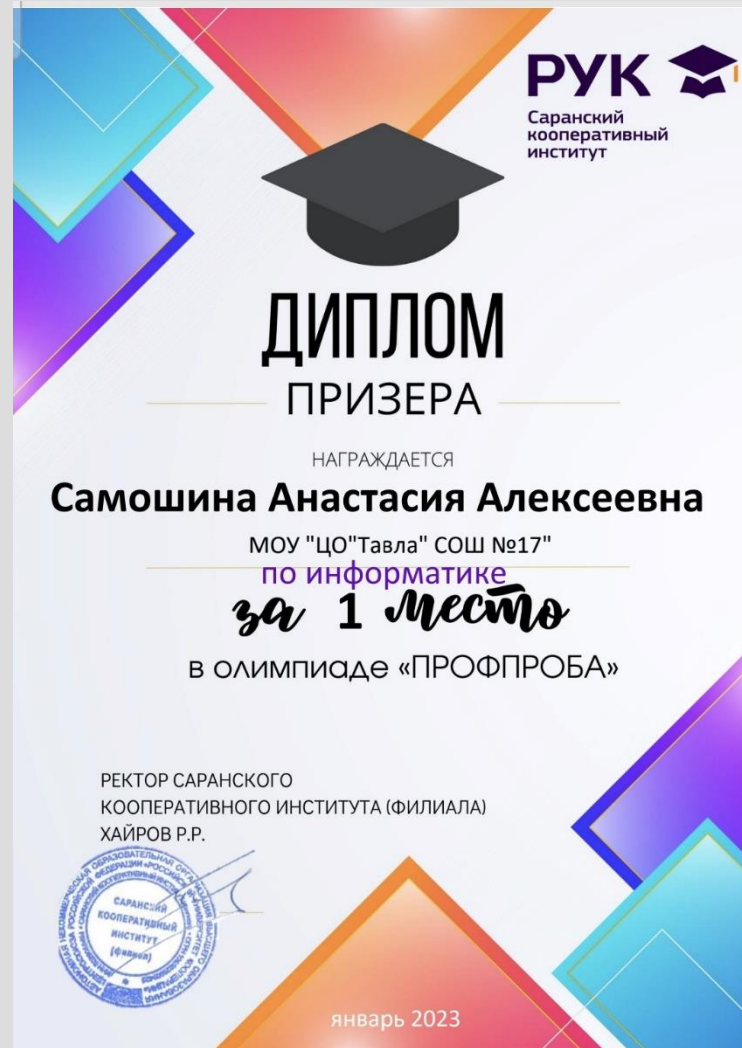 РУК
Саранский
кооперативный
институт
ДИПЛОМ
ПРИЗЕРА
НАГРАЖДАЕТСЯ
Самошина Анастасия Алексеевна
МОУ "ЦО"Тавла" СОШ №17"
по информатике
за 1 место
в олимпиаде «ПРОФПРОБА»
РЕКТОР САРАНСКОГО
КООПЕРАТИВНОГО ИНСТИТУТА (ФИЛИАЛА)
ХАЙРОВ Р.Р.
САРАНСКИЙ
КООПЕРАТИВНЫЙ
ИНСТИТУТ
(филиал)
январь 2023